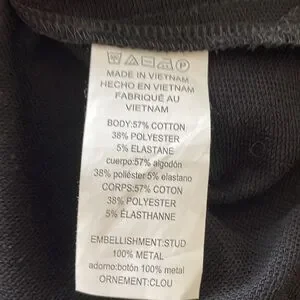 MADE IN VIETNAM
HECHO EN VIETNAM
FABRIQUÉ AU
VIETNAM
BODY:57% COTTON
38% POLYESTER
5% ELASTANE
cuerpo:57% algodón
38% poliéster 5% elastano
CORPS:57% COTON
38% POLYESTER
5% ÉLASTHANNE
EMBELLISHMENT:STUD
100% METAL
adorno:botón 100% metal
ORNEMENT:CLOU